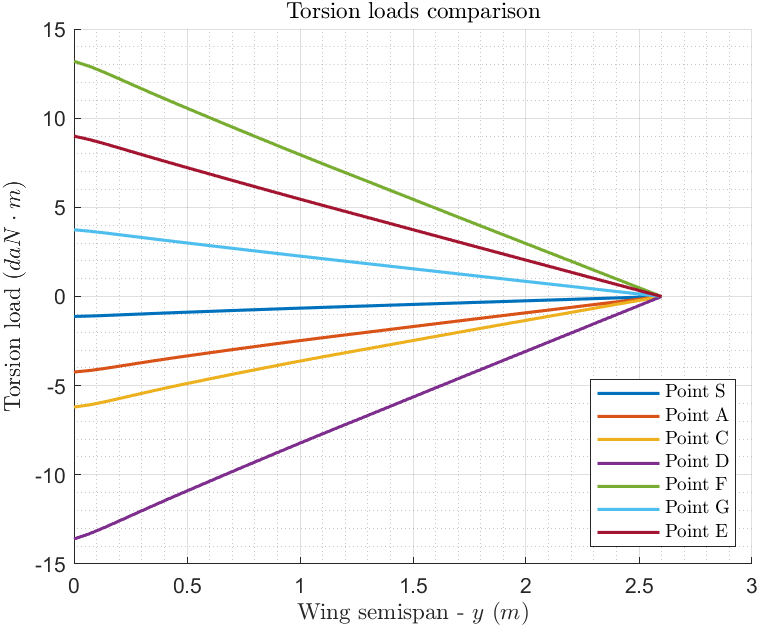 Torsion loads comparison
Torsion load (daN · m)
15
10
5
0
-5
-10
-15
Point S
Point A
Point C
Point D
Point F
Point G
Point E
0 0.5 1 1.5 2 2.5 3
Wing semispan - y (m)